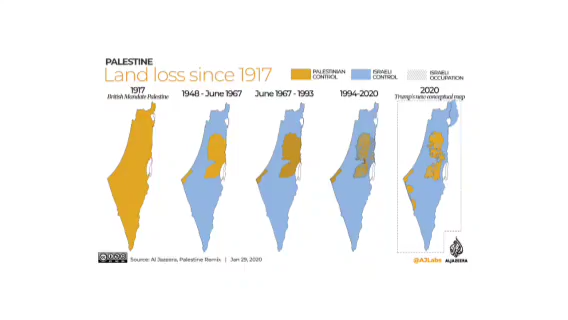 PALESTINE
Land loss since 1917
PALESTINIAN CONTROL
ISRAELI CONTROL
ISRAELI OCCUPATION
1917
British Mandate Palestine
1948 - June 1967
June 1967 - 1993
1994-2020
2020
Trump's new conceptual map
Source: Al Jazeera, Palestine Remix | Jan 29, 2020
@AJLabs
ALJAZEERA